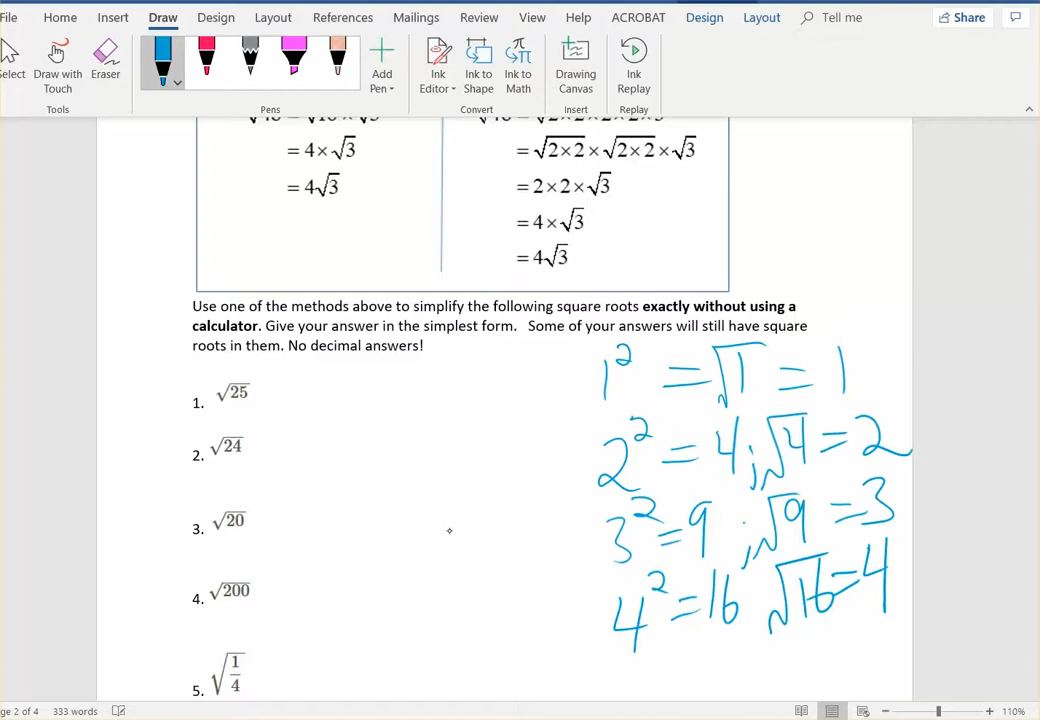 File Home Insert Draw Design Layout References Mailings Review View Help ACROBAT Design Layout Tell me Share
Select Draw with Touch Eraser Add Pen Ink Editor Ink to Shape Ink to Math Drawing Canvas Ink Replay
Tools Pens Convert Insert Replay
= 4 × √3
= 4√3
= √2×2 × √2×2 × √3
= 2 × 2 × √3
= 4 × √3
= 4√3
Use one of the methods above to simplify the following square roots exactly without using a
calculator. Give your answer in the simplest form. Some of your answers will still have square
roots in them. No decimal answers!
1. √25
2. √24
3. √20
4. √200
5. √1/4
1² = √1 = 1
2² = 4; √4 = 2
3² = 9; √9 = 3
4² = 16 √16 = 4
Page 2 of 4 333 words 110%